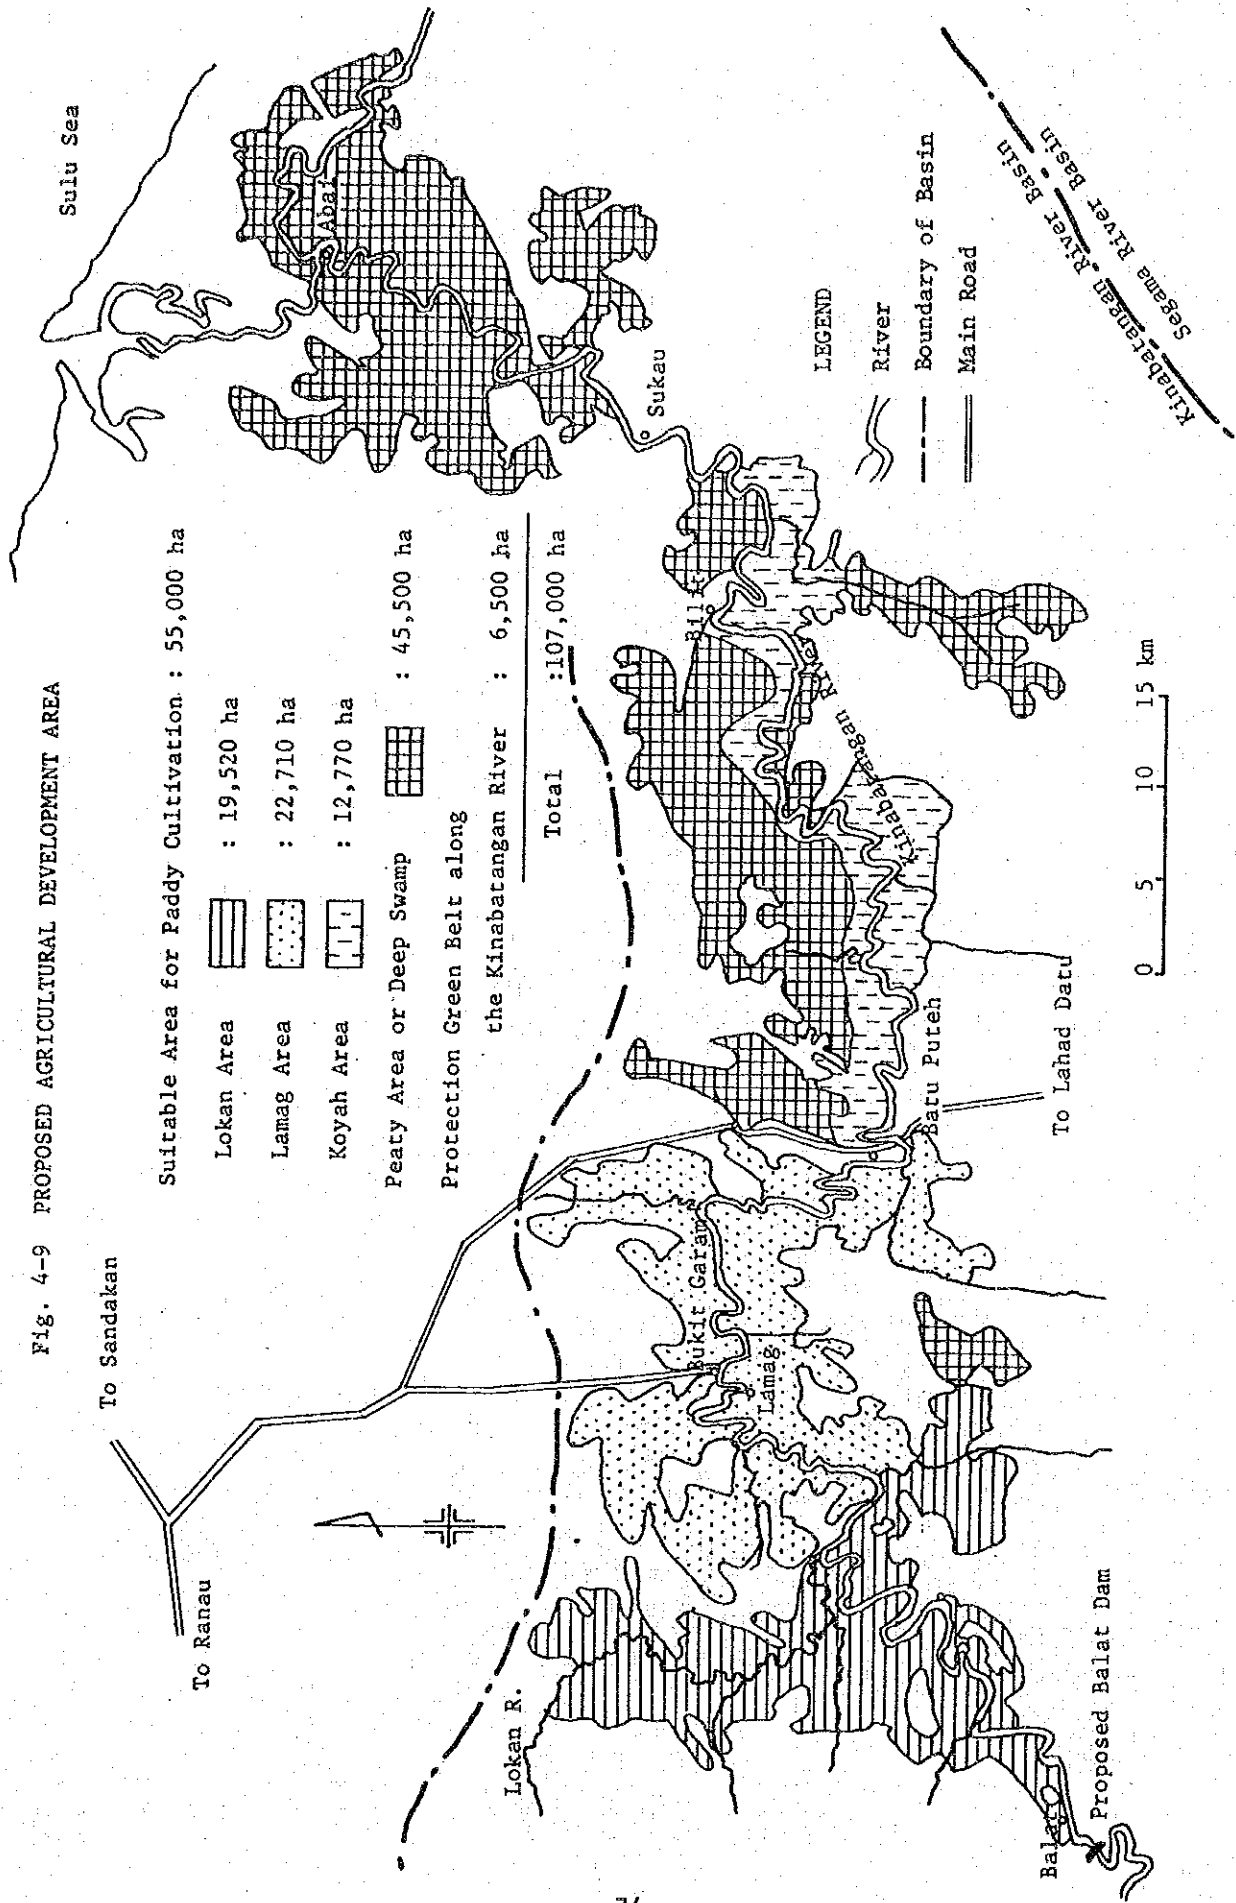 Fig. 4-9 PROPOSED AGRICULTURAL DEVELOPMENT AREA
Sulu Sea
To Sandakan
To Ranau
Suitable Area for Paddy Cultivation : 55,000 ha
Lokan Area : 19,520 ha
Lamag Area : 22,710 ha
Koyah Area : 12,770 ha
Peaty Area or Deep Swamp : 45,500 ha
Protection Green Belt along
the Kinabatangan River : 6,500 ha
Total :107,000 ha
Abai
Sukau
Lokan R.
Bukit Garam
Lamag
Bilit
Kinabatangan River
Batu Puteh
To Lahad Datu
Balat
Proposed Balat Dam
0 5 10 15 km
LEGEND
River
Boundary of Basin
Main Road
Kinabatangan River Basin
Segama River Basin